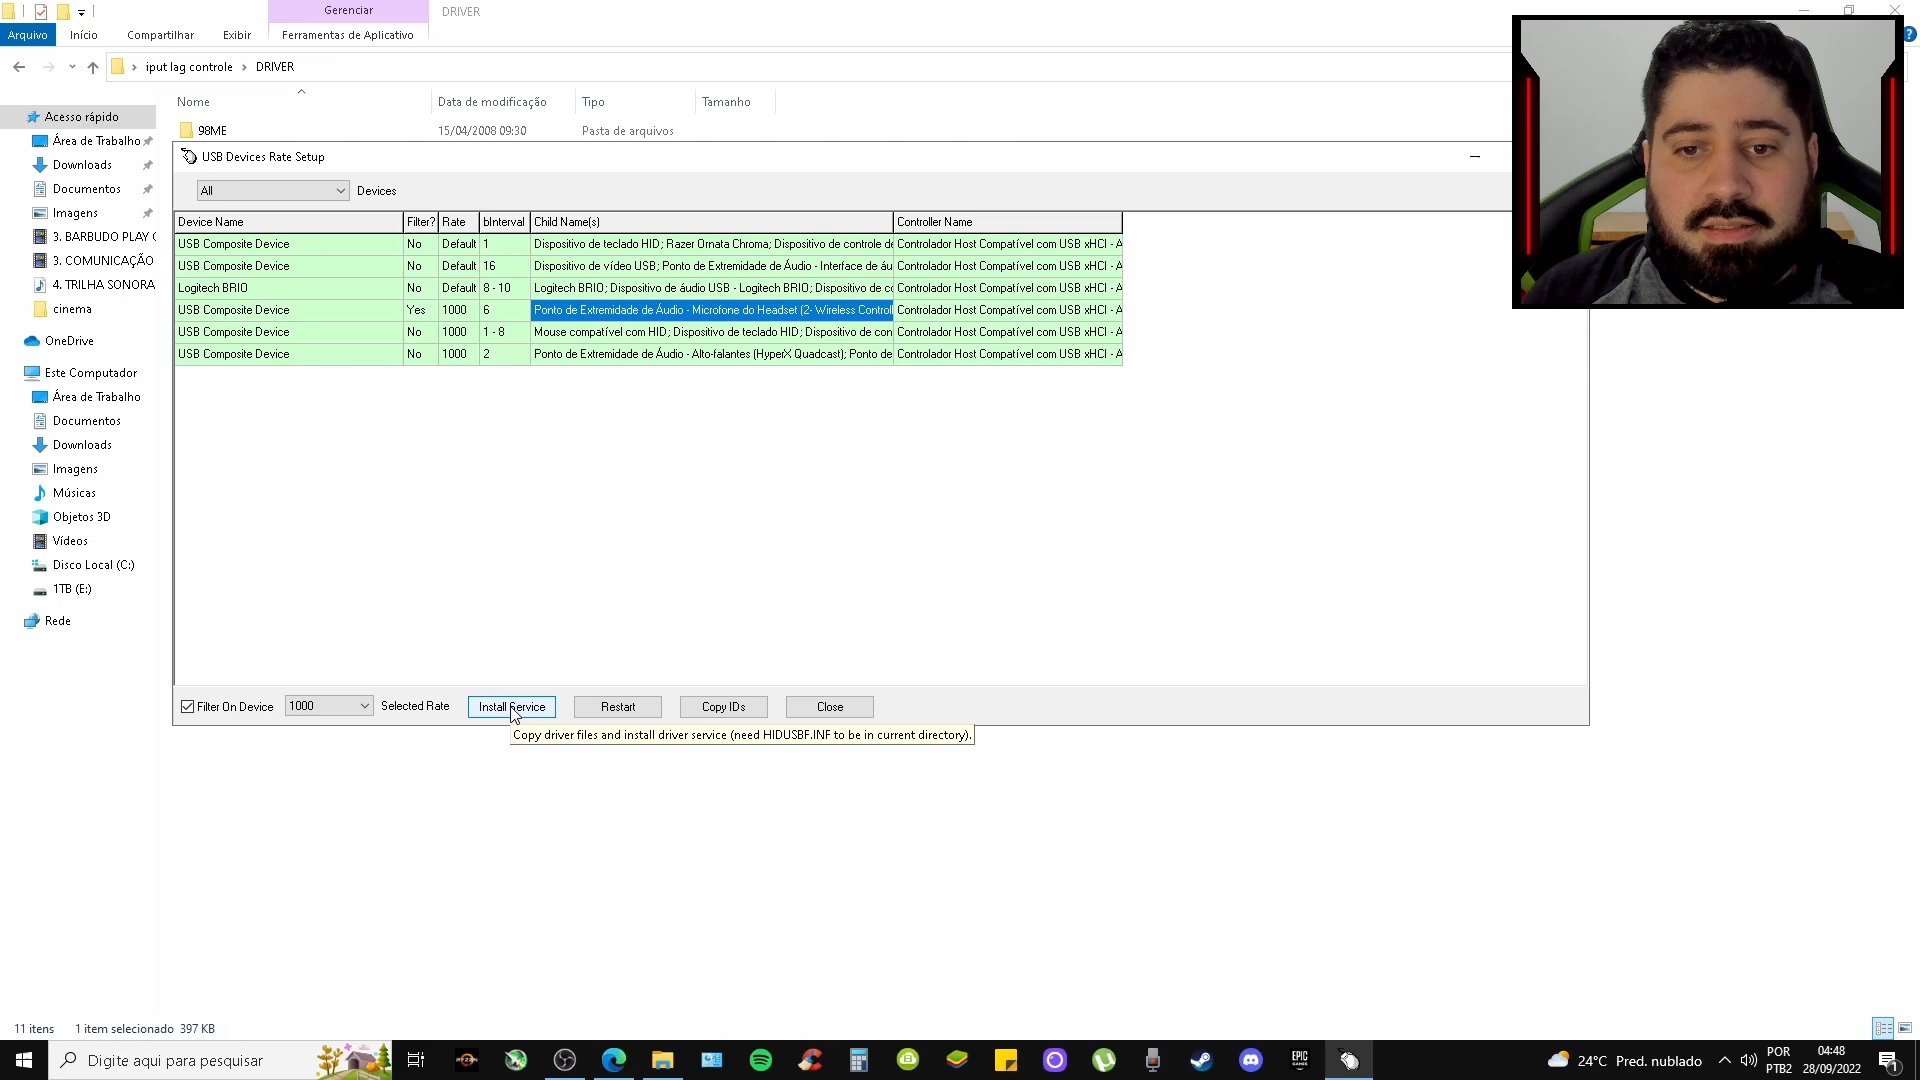 Gerenciar
DRIVER
Arquivo
Início
Compartilhar
Exibir
Ferramentas de Aplicativo
iput lag controle
DRIVER
Nome
Data de modificação
Tipo
Tamanho
Acesso rápido
98ME
15/04/2008 09:30
Pasta de arquivos
Área de Trabalho
Downloads
Documentos
Imagens
3. BARBUDO PLAY
3. COMUNICAÇÃO
4. TRILHA SONORA
cinema
OneDrive
Este Computador
Área de Trabalho
Documentos
Downloads
Imagens
Músicas
Objetos 3D
Vídeos
Disco Local (C:)
1TB (E:)
Rede
USB Devices Rate Setup
All
Devices
Device Name Filter? Rate bInterval Child Name(s) Controller Name
USB Composite Device No Default 1 Dispositivo de teclado HID; Razer Ornata Chroma; Dispositivo de controle de Controlador Host Compatível com USB xHCI - A
USB Composite Device No Default 16 Dispositivo de vídeo USB; Ponto de Extremidade de Áudio - Interface de áu Controlador Host Compatível com USB xHCI - A
Logitech BRIO No Default 8 - 10 Logitech BRIO; Dispositivo de áudio USB - Logitech BRIO; Dispositivo de co Controlador Host Compatível com USB xHCI - A
USB Composite Device Yes 1000 6 Ponto de Extremidade de Áudio - Microfone do Headset (2- Wireless Controll Controlador Host Compatível com USB xHCI - A
USB Composite Device No 1000 1 - 8 Mouse compatível com HID; Dispositivo de teclado HID; Dispositivo de con Controlador Host Compatível com USB xHCI - A
USB Composite Device No 1000 2 Ponto de Extremidade de Áudio - Alto-falantes (HyperX Quadcast); Ponto de Controlador Host Compatível com USB xHCI - A
Filter On Device
1000
Selected Rate
Install Service
Restart
Copy IDs
Close
Copy driver files and install driver service (need HIDUSBF.INF to be in current directory).
11 itens
1 item selecionado 397 KB
Digite aqui para pesquisar
RYZEN
EPIC
GAMES
24°C Pred. nublado
POR
PTB2
04:48
28/09/2022
1